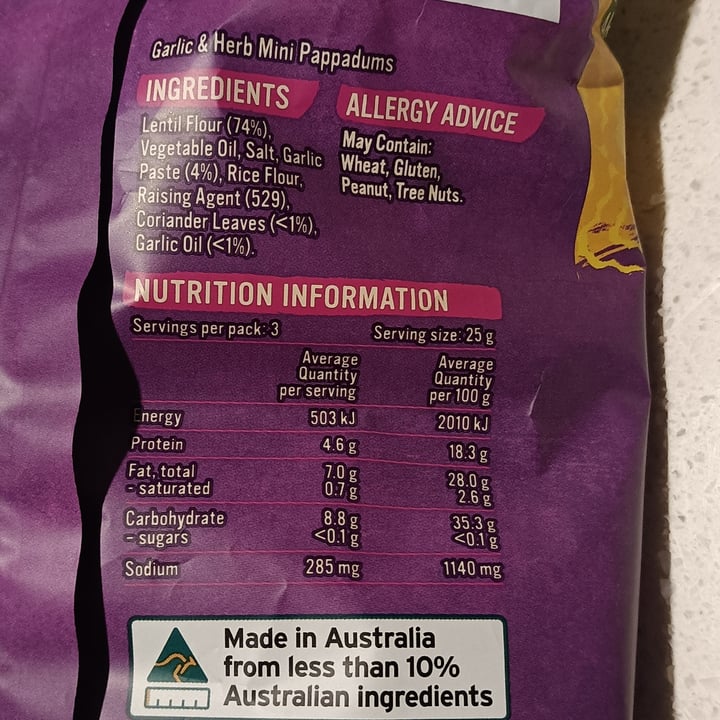 Garlic & Herb Mini Pappadums
INGREDIENTS
Lentil Flour (74%),
Vegetable Oil, Salt, Garlic
Paste (4%), Rice Flour,
Raising Agent (529),
Coriander Leaves (<1%),
Garlic Oil (<1%).
ALLERGY ADVICE
May Contain:
Wheat, Gluten,
Peanut, Tree Nuts.
NUTRITION INFORMATION
Servings per pack: 3 Serving size: 25 g
Average Average
Quantity Quantity
per serving per 100 g
Energy 503 kJ 2010 kJ
Protein 4.6 g 18.3 g
Fat, total 7.0 g 28.0 g
- saturated 0.7 g 2.6 g
Carbohydrate 8.8 g 35.3 g
- sugars <0.1 g <0.1 g
Sodium 285 mg 1140 mg
Made in Australia
from less than 10%
Australian ingredients